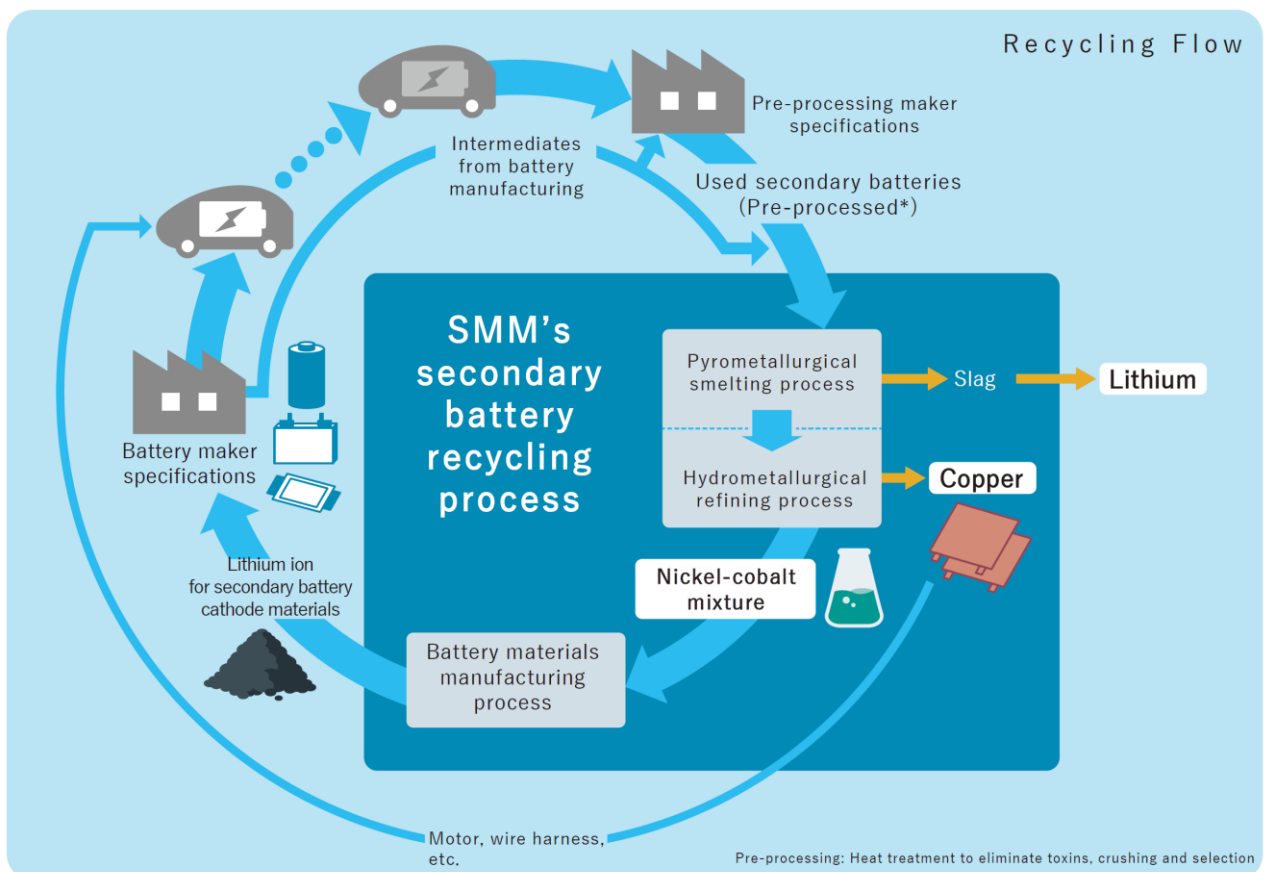 Recycling Flow
Pre-processing maker
specifications
Intermediates
from battery
manufacturing
Used secondary batteries
(Pre-processed*)
SMM's
secondary
battery
recycling
process
Pyrometallurgical
smelting process
Slag
Lithium
Hydrometallurgical
refining process
Copper
Battery maker
specifications
Lithium ion
for secondary battery
cathode materials
Nickel-cobalt
mixture
Battery materials
manufacturing
process
Motor, wire harness,
etc.
Pre-processing: Heat treatment to eliminate toxins, crushing and selection